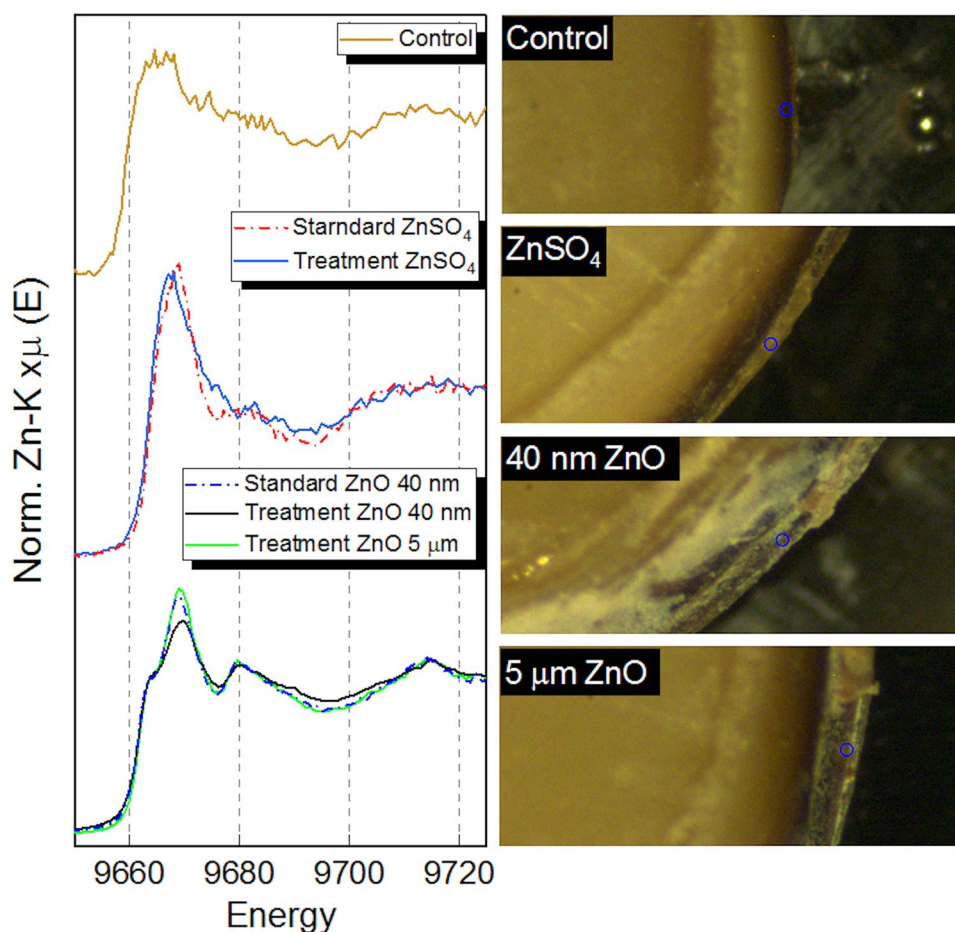 Control
Starndard ZnSO₄
Treatment ZnSO₄
Standard ZnO 40 nm
Treatment ZnO 40 nm
Treatment ZnO 5 μm
Norm. Zn-K xμ (E)
9660 9680 9700 9720
Energy
Control
ZnSO₄
40 nm ZnO
5 μm ZnO